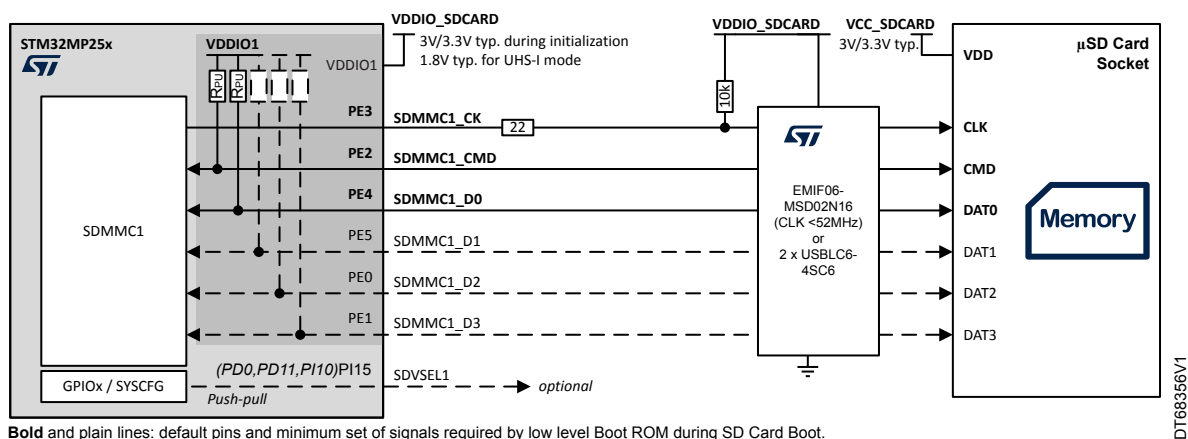 STM32MP25x
VDDIO1
RPU
RPU
VDDIO_SDCARD
3V/3.3V typ. during initialization
1.8V typ. for UHS-I mode
VDDIO1
VDDIO_SDCARD
VCC_SDCARD
3V/3.3V typ.
10k
µSD Card
Socket
VDD
PE3
SDMMC1_CK
22
CLK
PE2
SDMMC1_CMD
CMD
PE4
SDMMC1_D0
DAT0
PE5
SDMMC1_D1
DAT1
PE0
SDMMC1_D2
DAT2
PE1
SDMMC1_D3
DAT3
SDMMC1
EMIF06-
MSD02N16
(CLK <52MHz)
or
2 x USBLC6-
4SC6
Memory
GPIOx / SYSCFG
(PD0,PD11,PI10)PI15
Push-pull
SDVSEL1
optional
DT68356V1
Bold and plain lines: default pins and minimum set of signals required by low level Boot ROM during SD Card Boot.